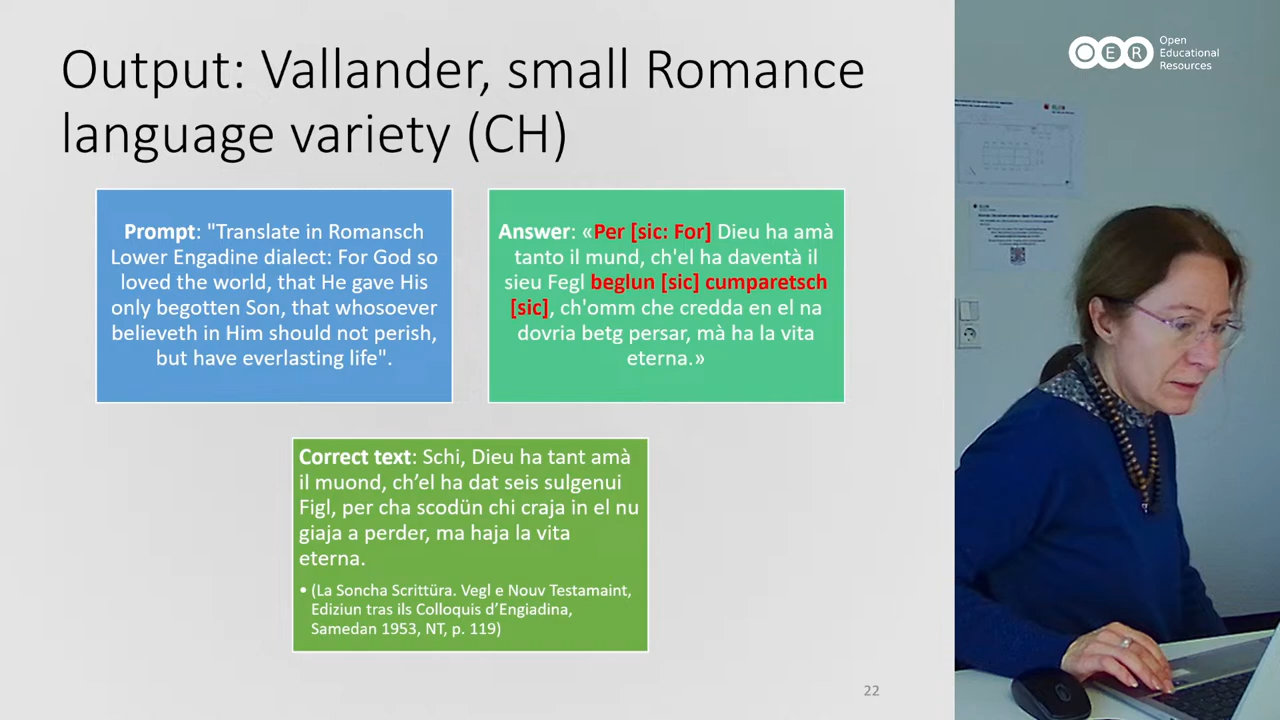 Output: Vallander, small Romance
language variety (CH)
Prompt: "Translate in Romansch
Lower Engadine dialect: For God so
loved the world, that He gave His
only begotten Son, that whosoever
believeth in Him should not perish,
but have everlasting life".
Answer: «Per [sic: For] Dieu ha amà
tanto il mund, ch'el ha daventà il
sieu Fegl beglun [sic] cumparetsch
[sic], ch'omm che credda en el na
dovria betg persar, mà ha la vita
eterna.»
Correct text: Schi, Dieu ha tant amà
il muond, ch’el ha dat seis sulgenui
Figl, per cha scodün chi craja in el nu
giaja a perder, ma haja la vita
eterna.
• (La Soncha Scrittüra. Vegl e Nouv Testamaint,
Ediziun tras ils Colloquis d’Engiadina,
Samedan 1953, NT, p. 119)
22
OER
Open
Educational
Resources